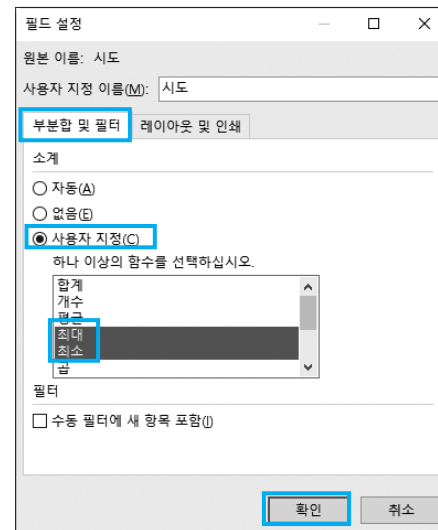 필드 설정
원본 이름: 시도
사용자 지정 이름(M): 시도
부분합 및 필터 레이아웃 및 인쇄
소계
자동(A)
없음(E)
사용자 지정(C)
하나 이상의 함수를 선택하십시오.
합계
개수
평균
최대
최소
곱
필터
수동 필터에 새 항목 포함(I)
확인 취소